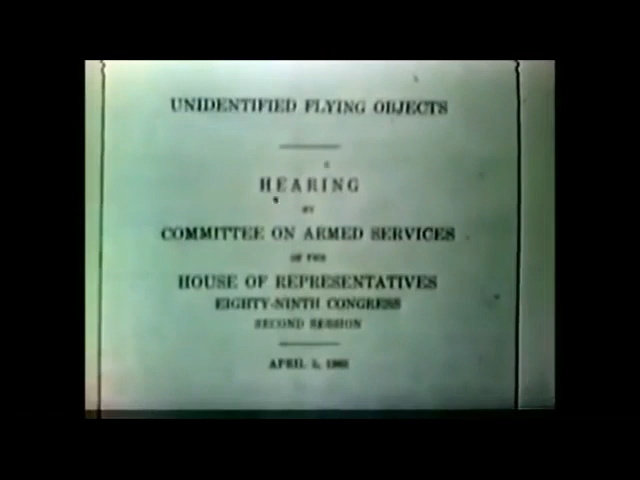 UNIDENTIFIED FLYING OBJECTS
HEARING
BY
COMMITTEE ON ARMED SERVICES
OF THE
HOUSE OF REPRESENTATIVES
EIGHTY-NINTH CONGRESS
SECOND SESSION
APRIL